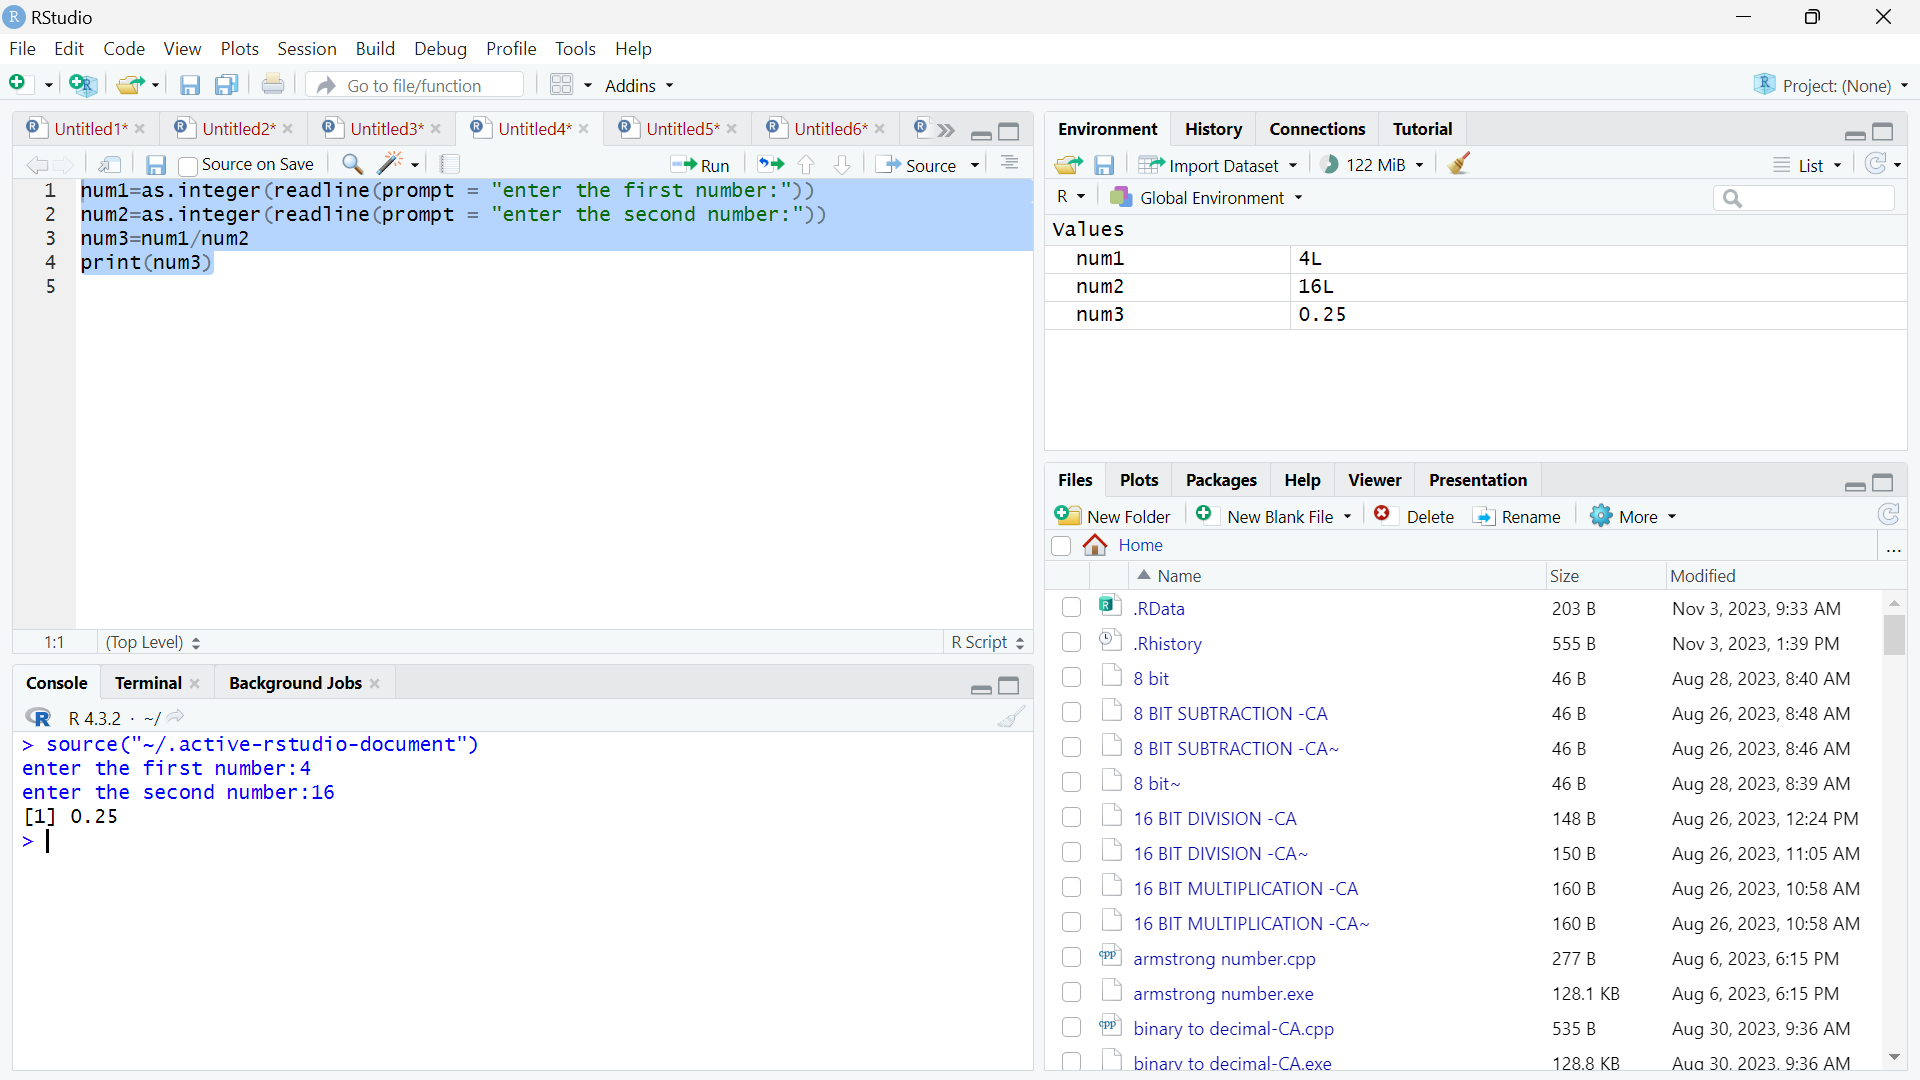 RStudio
File Edit Code View Plots Session Build Debug Profile Tools Help
Go to file/function Addins Project: (None)
Untitled1* Untitled2* Untitled3* Untitled4* Untitled5* Untitled6*
Source on Save Run Source
1 num1=as.integer(readline(prompt = "enter the first number:"))
2 num2=as.integer(readline(prompt = "enter the second number:"))
3 num3=num1/num2
4 print(num3)
5
1:1 (Top Level) R Script
Console Terminal Background Jobs
R 4.3.2 · ~/
> source("~/.active-rstudio-document")
enter the first number:4
enter the second number:16
[1] 0.25
>
Environment History Connections Tutorial
Import Dataset 122 MiB List
R Global Environment
Values
num1 4L
num2 16L
num3 0.25
Files Plots Packages Help Viewer Presentation
New Folder New Blank File Delete Rename More
Home ...
Name Size Modified
.RData 203 B Nov 3, 2023, 9:33 AM
.Rhistory 555 B Nov 3, 2023, 1:39 PM
8 bit 46 B Aug 28, 2023, 8:40 AM
8 BIT SUBTRACTION -CA 46 B Aug 26, 2023, 8:48 AM
8 BIT SUBTRACTION -CA~ 46 B Aug 26, 2023, 8:46 AM
8 bit~ 46 B Aug 28, 2023, 8:39 AM
16 BIT DIVISION -CA 148 B Aug 26, 2023, 12:24 PM
16 BIT DIVISION -CA~ 150 B Aug 26, 2023, 11:05 AM
16 BIT MULTIPLICATION -CA 160 B Aug 26, 2023, 10:58 AM
16 BIT MULTIPLICATION -CA~ 160 B Aug 26, 2023, 10:58 AM
armstrong number.cpp 277 B Aug 6, 2023, 6:15 PM
armstrong number.exe 128.1 KB Aug 6, 2023, 6:15 PM
binary to decimal-CA.cpp 535 B Aug 30, 2023, 9:36 AM
binary to decimal-CA.exe 128.8 KB Aug 30, 2023, 9:36 AM